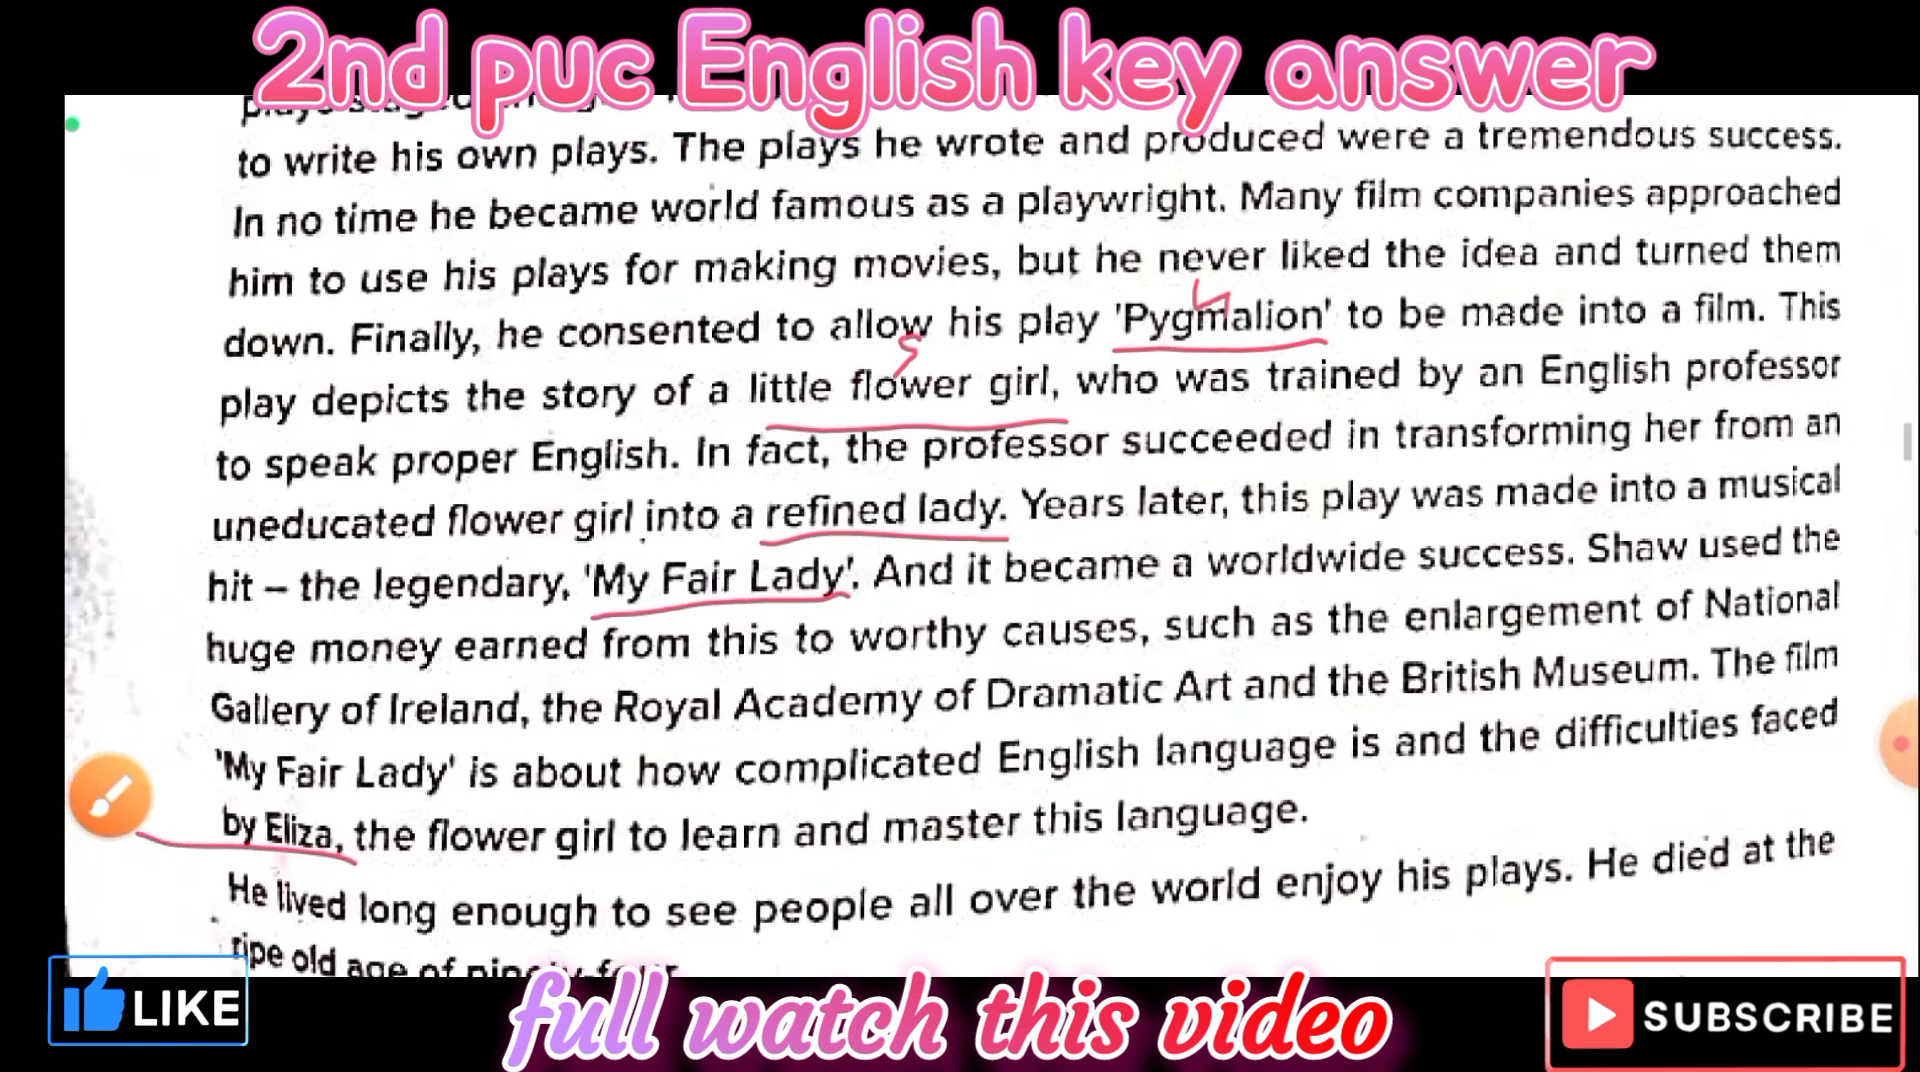 2nd puc English key answer
to write his own plays. The plays he wrote and produced were a tremendous success.
In no time he became world famous as a playwright. Many film companies approached
him to use his plays for making movies, but he never liked the idea and turned them
down. Finally, he consented to allow his play 'Pygmalion' to be made into a film. This
play depicts the story of a little flower girl, who was trained by an English professor
to speak proper English. In fact, the professor succeeded in transforming her from an
uneducated flower girl into a refined lady. Years later, this play was made into a musical
hit – the legendary, 'My Fair Lady'. And it became a worldwide success. Shaw used the
huge money earned from this to worthy causes, such as the enlargement of National
Gallery of Ireland, the Royal Academy of Dramatic Art and the British Museum. The film
'My Fair Lady' is about how complicated English language is and the difficulties faced
by Eliza, the flower girl to learn and master this language.
He lived long enough to see people all over the world enjoy his plays. He died at the
ripe old age of ninety-four
LIKE
full watch this video
SUBSCRIBE